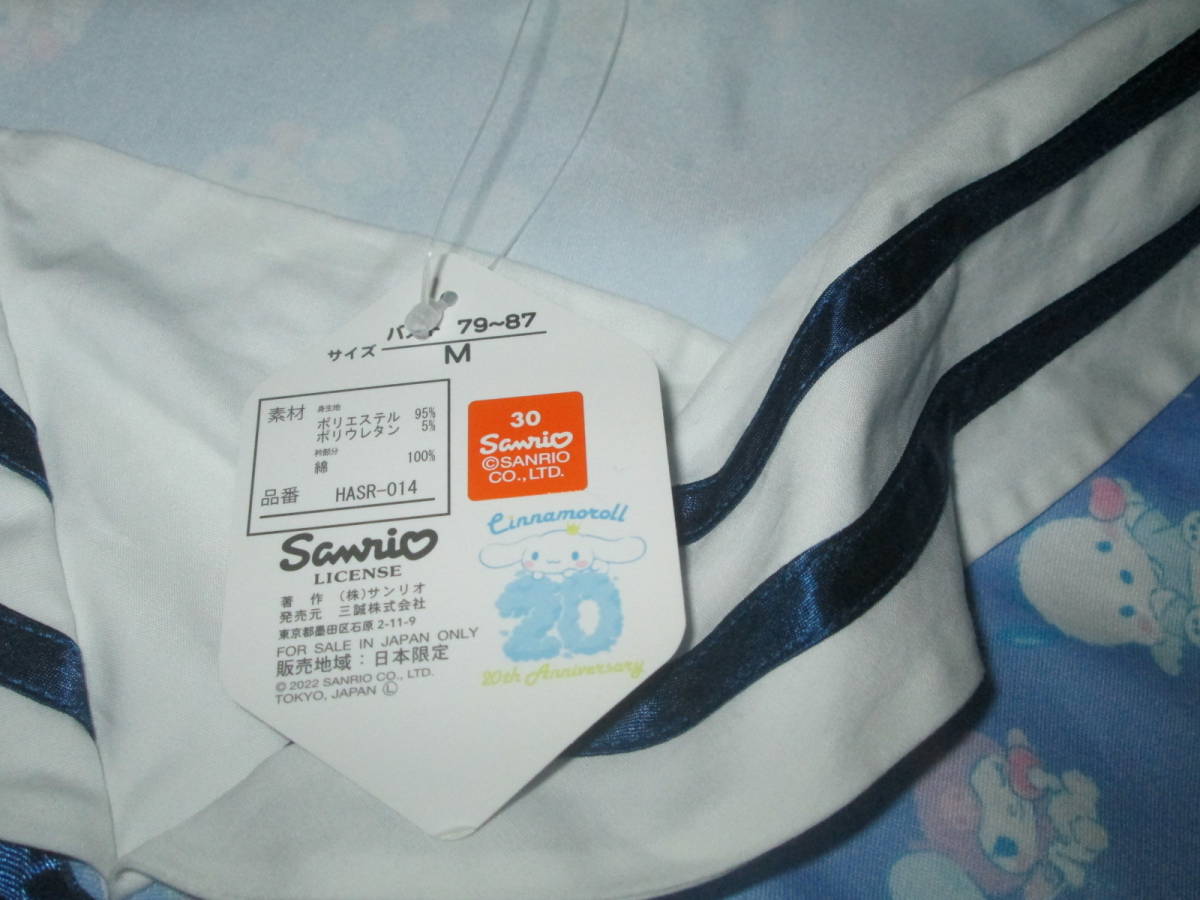 79~87
サイズ M
素材 身生地
ポリエステル 95%
ポリウレタン 5%
衿部分
綿 100%
品番 HASR-014
30
Sanrio
©SANRIO
CO., LTD.
Sanrio
LICENSE
著 作 (株)サンリオ
発売元 三誠株式会社
東京都墨田区石原 2-11-9
FOR SALE IN JAPAN ONLY
販売地域：日本限定
© 2022 SANRIO CO., LTD.
TOKYO, JAPAN Ⓛ
Cinnamoroll
20
20th Anniversary